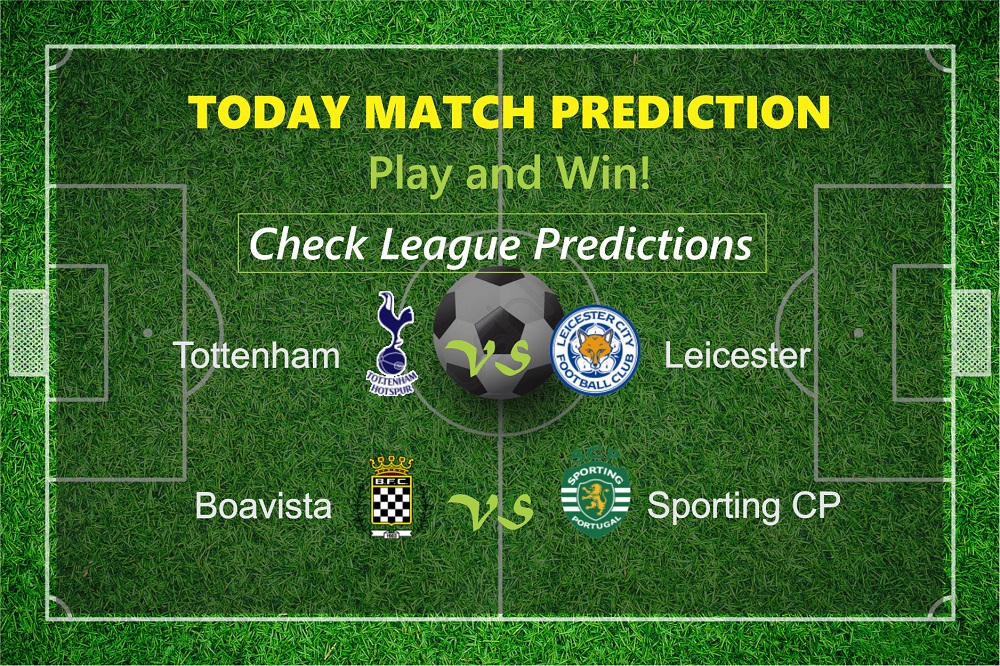 TODAY MATCH PREDICTION
Play and Win!
Check League Predictions
Tottenham
TOTTENHAM
HOTSPUR
vs
LEICESTER CITY
FOOTBALL CLUB
Leicester
Boavista
B.F.C.
1903
vs
S.C.P
SPORTING
PORTUGAL
Sporting CP